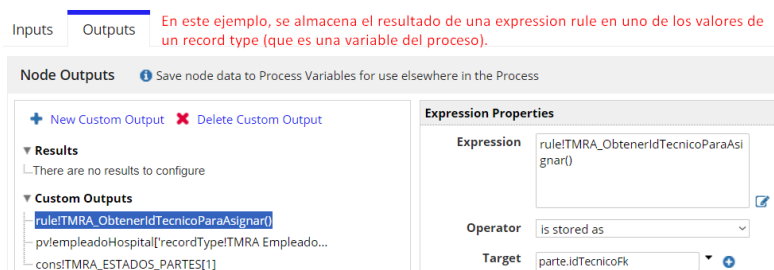 Inputs
Outputs
En este ejemplo, se almacena el resultado de una expression rule en uno de los valores de
un record type (que es una variable del proceso).
Node Outputs
Save node data to Process Variables for use elsewhere in the Process
New Custom Output
Delete Custom Output
Results
There are no results to configure
Custom Outputs
rule!TMRA_ObtenerIdTecnicoParaAsignar()
pv!empleadoHospital['recordType!TMRA Empleado...
cons!TMRA_ESTADOS_PARTES[1]
Expression Properties
Expression
rule!TMRA_ObtenerIdTecnicoParaAsi
gnar()
Operator
is stored as
Target
parte.idTecnicoFk